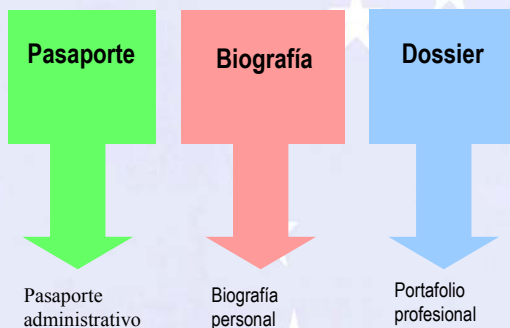 Pasaporte
Biografía
Dossier
Pasaporte
administrativo
Biografía
personal
Portafolio
profesional